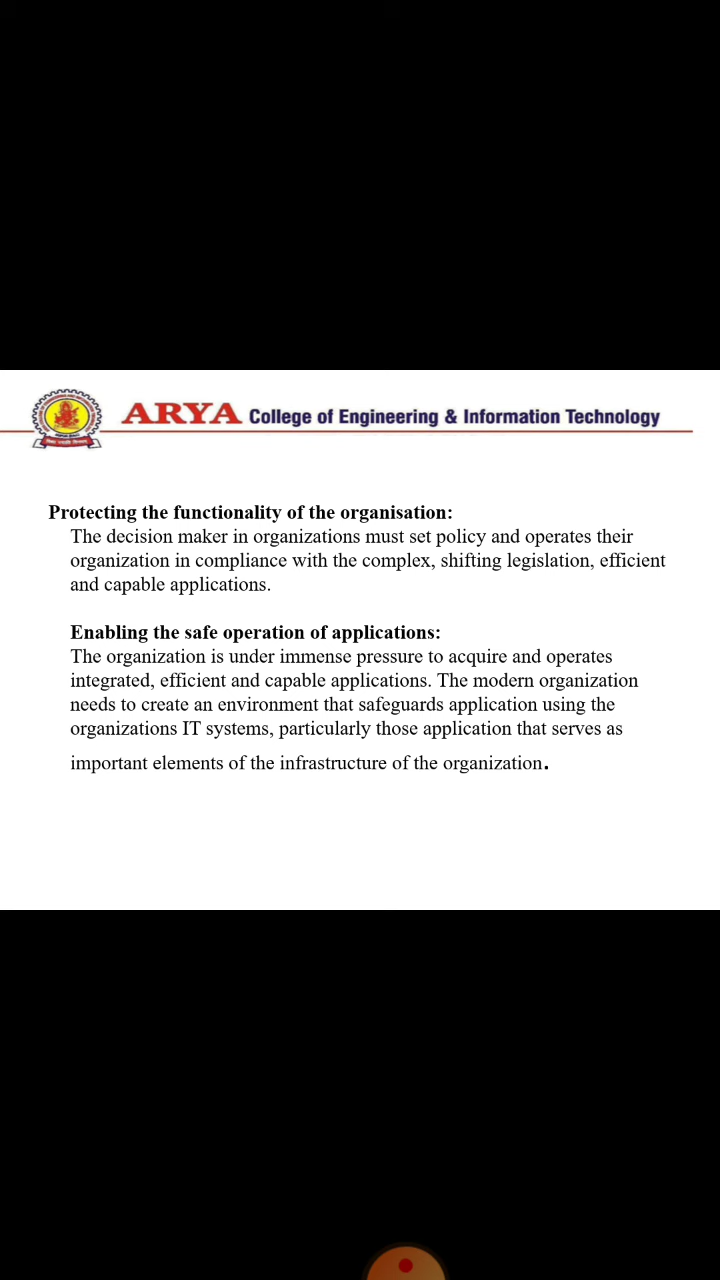 ARYA College of Engineering & Information Technology
Protecting the functionality of the organisation:
The decision maker in organizations must set policy and operates their
organization in compliance with the complex, shifting legislation, efficient
and capable applications.
Enabling the safe operation of applications:
The organization is under immense pressure to acquire and operates
integrated, efficient and capable applications. The modern organization
needs to create an environment that safeguards application using the
organizations IT systems, particularly those application that serves as
important elements of the infrastructure of the organization.